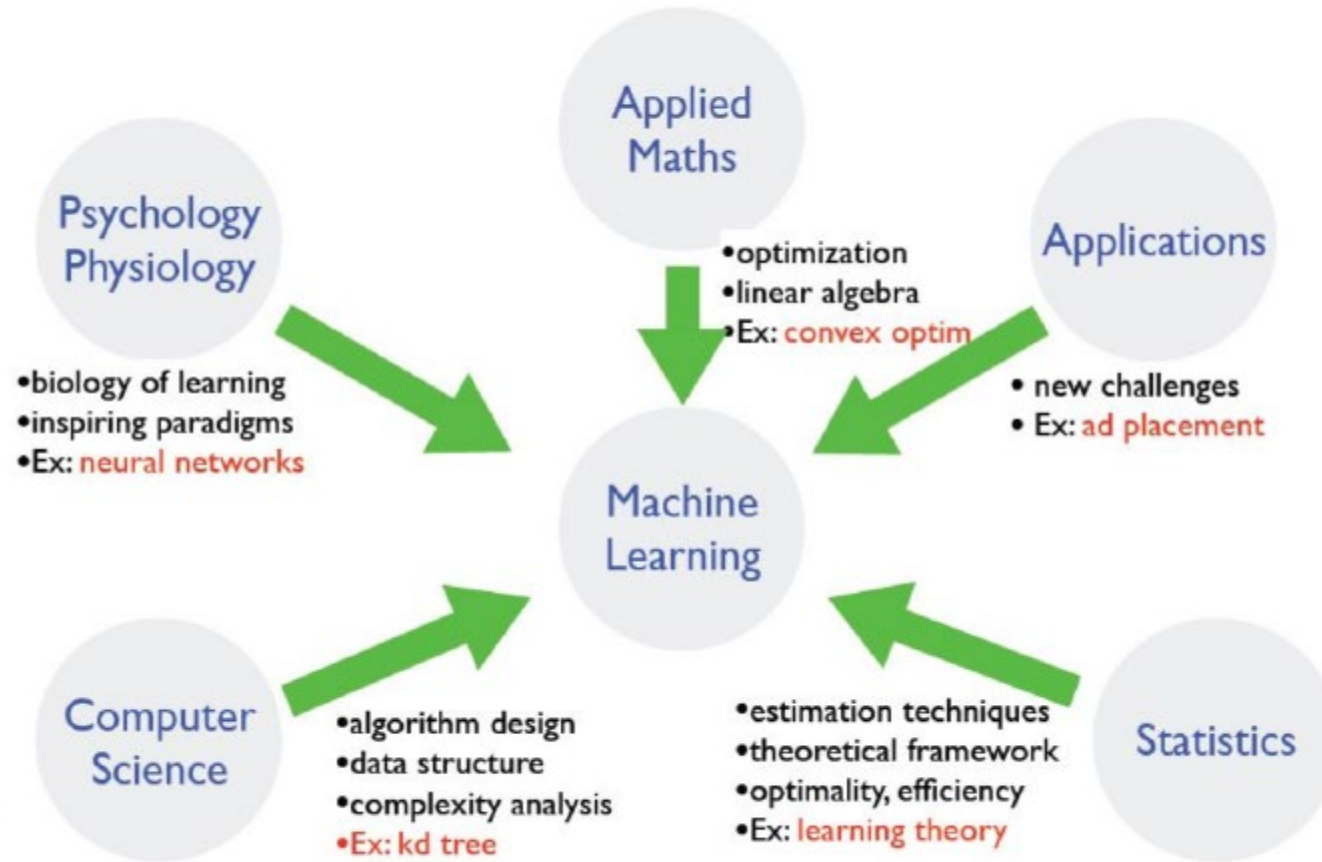 Applied
Maths
Psychology
Physiology
Applications
•optimization
•linear algebra
•Ex: convex optim
•biology of learning
•inspiring paradigms
•Ex: neural networks
• new challenges
• Ex: ad placement
Machine
Learning
Computer
Science
•algorithm design
•data structure
•complexity analysis
•Ex: kd tree
•estimation techniques
•theoretical framework
•optimality, efficiency
•Ex: learning theory
Statistics